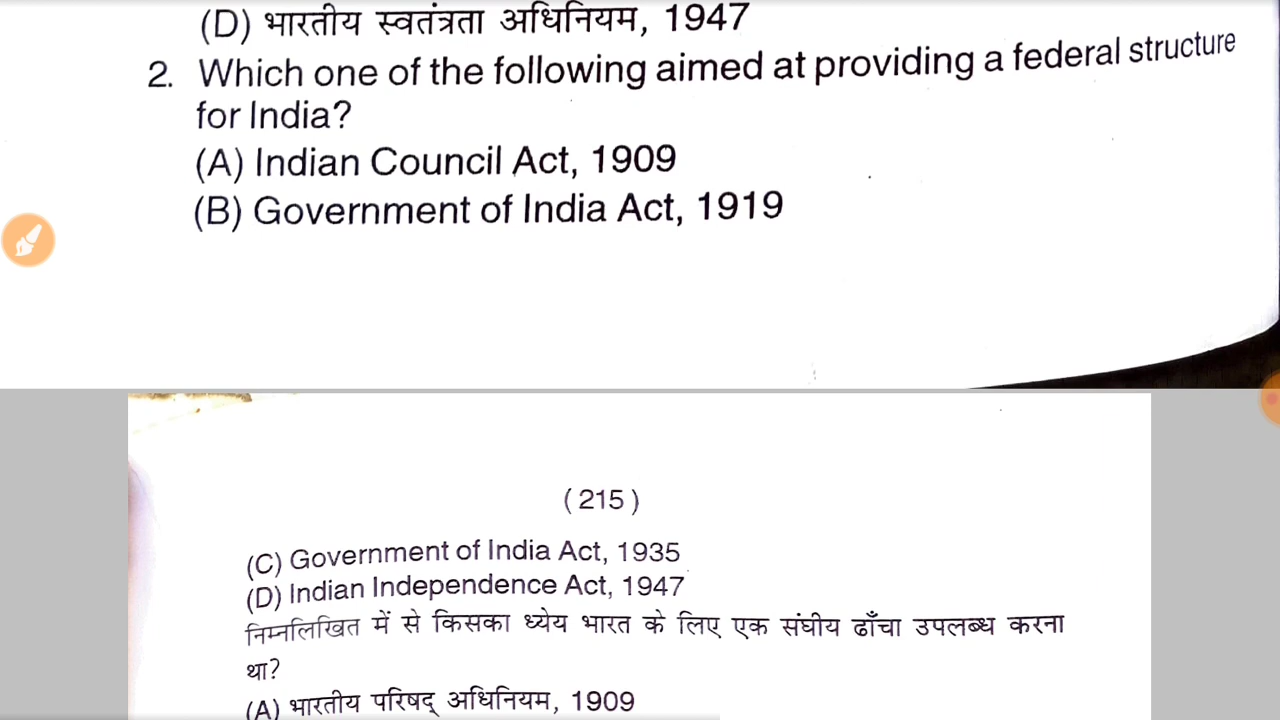 (D) भारतीय स्वतंत्रता अधिनियम, 1947
2. Which one of the following aimed at providing a federal structure
for India?
(A) Indian Council Act, 1909
(B) Government of India Act, 1919
(215)
(C) Government of India Act, 1935
(D) Indian Independence Act, 1947
निम्नलिखित में से किसका ध्येय भारत के लिए एक संघीय ढाँचा उपलब्ध करना
था?
(A) भारतीय परिषद् अधिनियम, 1909